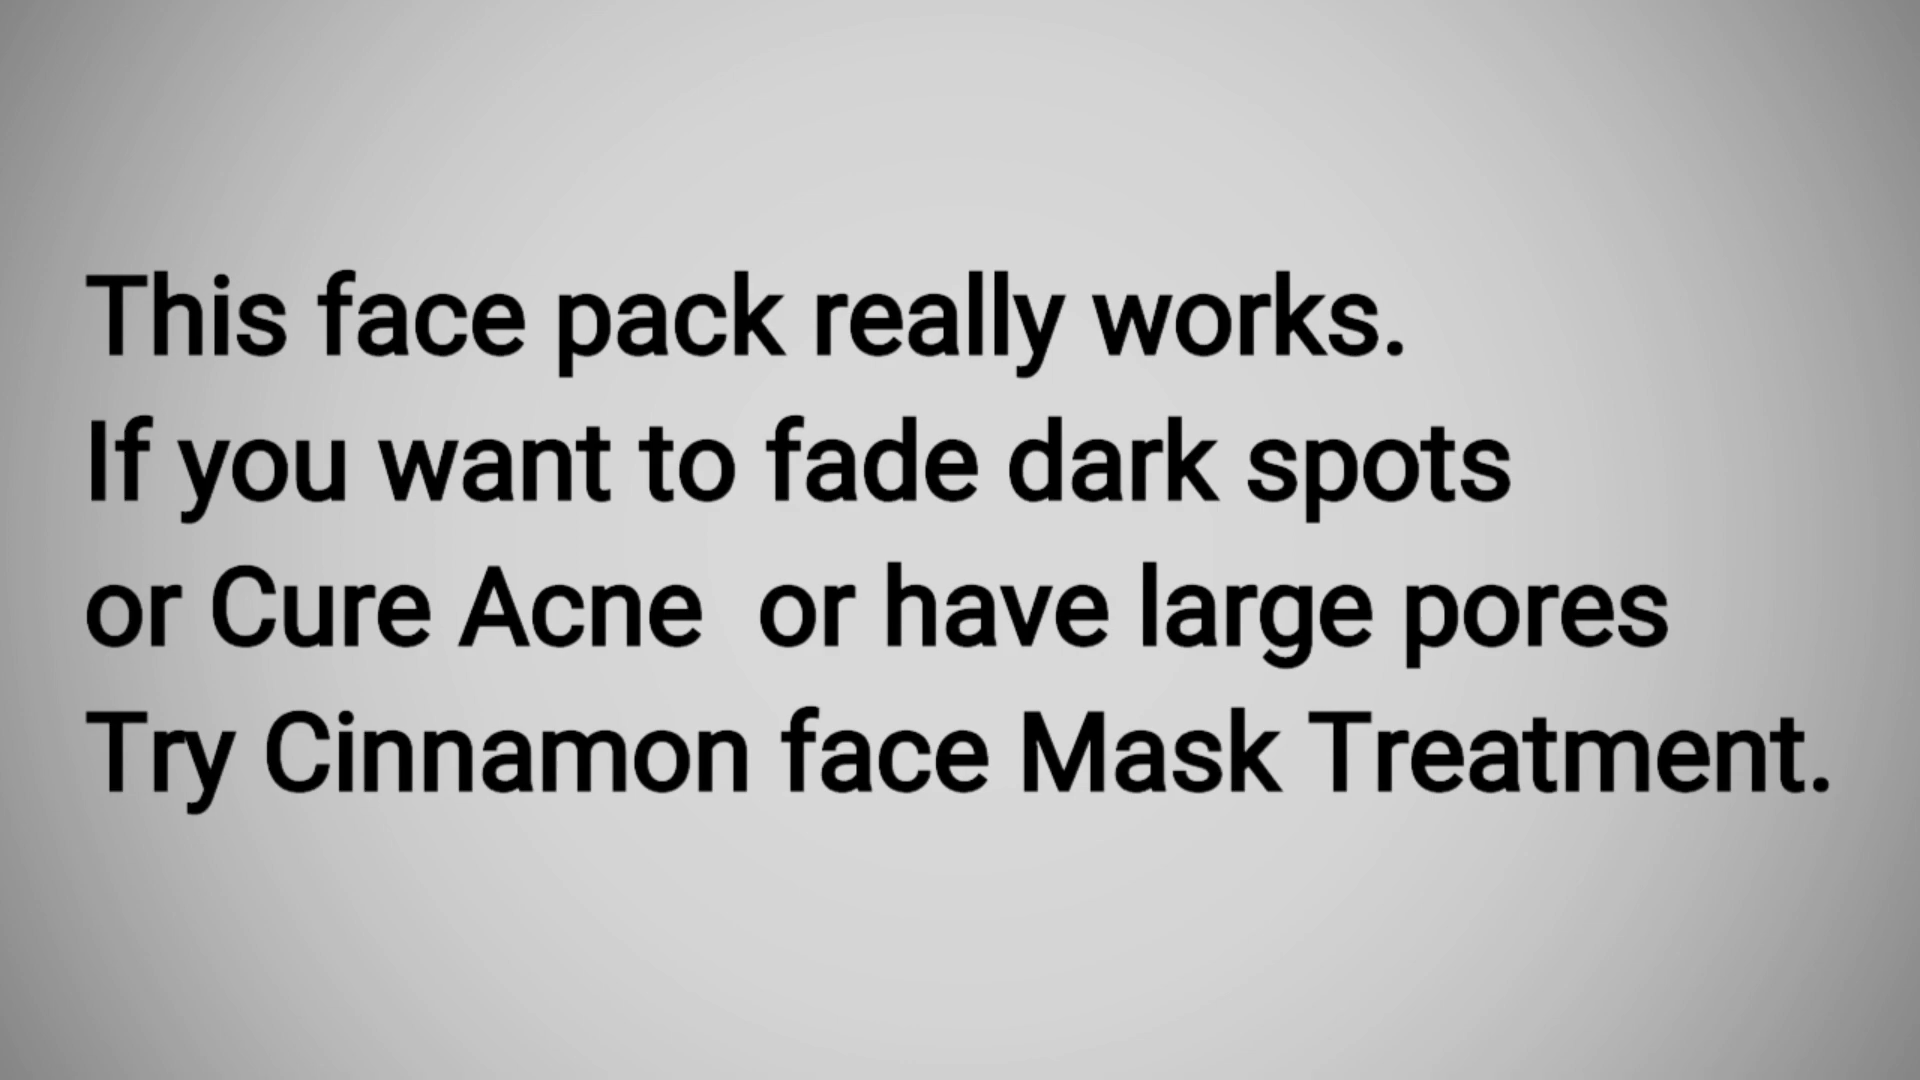 This face pack really works.
If you want to fade dark spots
or Cure Acne  or have large pores
Try Cinnamon face Mask Treatment.